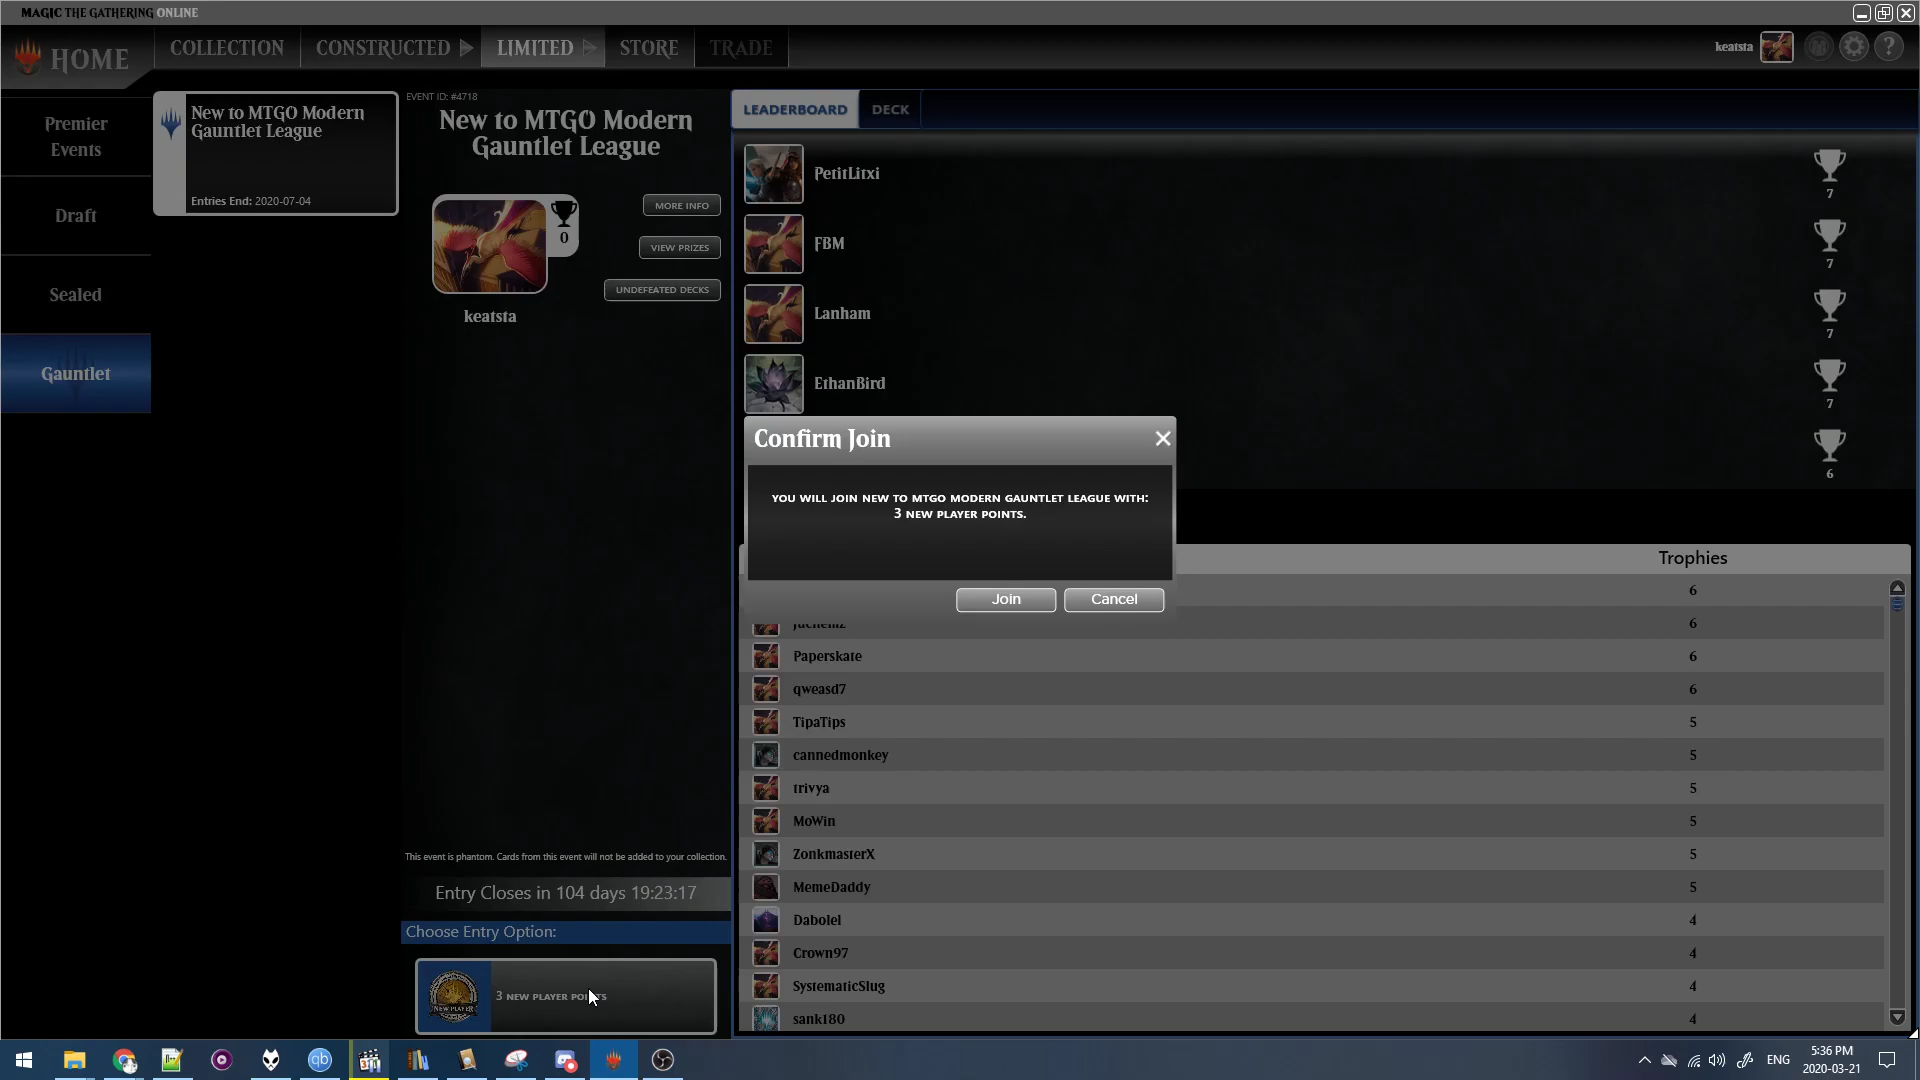 MAGIC THE GATHERING ONLINE
HOME
COLLECTION
CONSTRUCTED
LIMITED
STORE
TRADE
keatsta
?
Premier
Events
Draft
Sealed
Gauntlet
New to MTGO Modern
Gauntlet League
Entries End: 2020-07-04
EVENT ID: #4718
New to MTGO Modern
Gauntlet League
0
keatsta
MORE INFO
VIEW PRIZES
UNDEFEATED DECKS
This event is phantom. Cards from this event will not be added to your collection.
Entry Closes in 104 days 19:23:17
Choose Entry Option:
NEW PLAYER
3 NEW PLAYER POINTS
LEADERBOARD
DECK
PetitLitxi
7
FBM
7
Lanham
7
EthanBird
7
6
Confirm Join
YOU WILL JOIN NEW TO MTGO MODERN GAUNTLET LEAGUE WITH:
3 NEW PLAYER POINTS.
Join
Cancel
Trophies
6
6
Paperskate 6
qweasd7 6
TipaTips 5
cannedmonkey 5
trivya 5
MoWin 5
ZonkmasterX 5
MemeDaddy 5
Dabolel 4
Crown97 4
SystematicSlug 4
sank180 4
qb
ENG
5:36 PM
2020-03-21